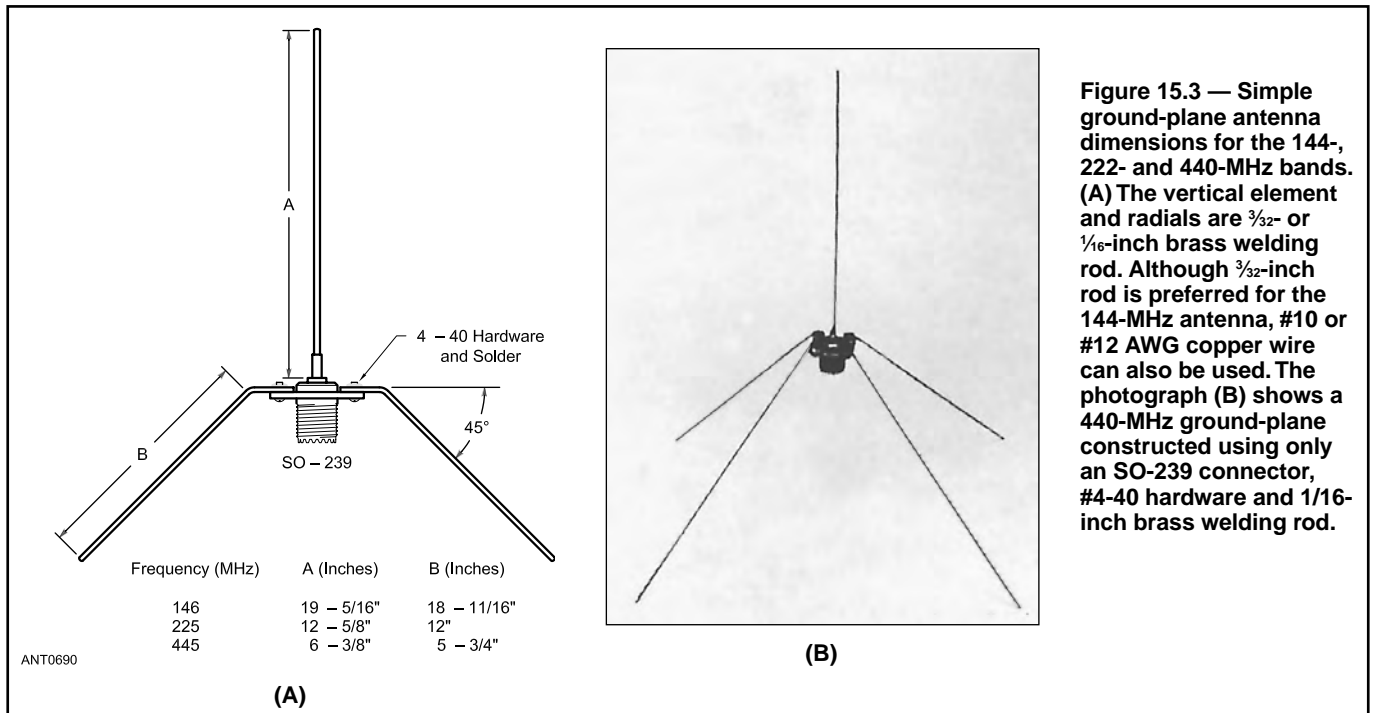 A
4 – 40 Hardware
and Solder
B
45°
SO – 239
Frequency (MHz) A (Inches) B (Inches)
146 19 – 5/16" 18 – 11/16"
225 12 – 5/8" 12"
445 6 – 3/8" 5 – 3/4"
ANT0690
(A)
(B)
Figure 15.3 — Simple
ground-plane antenna
dimensions for the 144-,
222- and 440-MHz bands.
(A) The vertical element
and radials are 3⁄32- or
1⁄16-inch brass welding
rod. Although 3⁄32-inch
rod is preferred for the
144-MHz antenna, #10 or
#12 AWG copper wire
can also be used. The
photograph (B) shows a
440-MHz ground-plane
constructed using only
an SO-239 connector,
#4-40 hardware and 1/16-
inch brass welding rod.